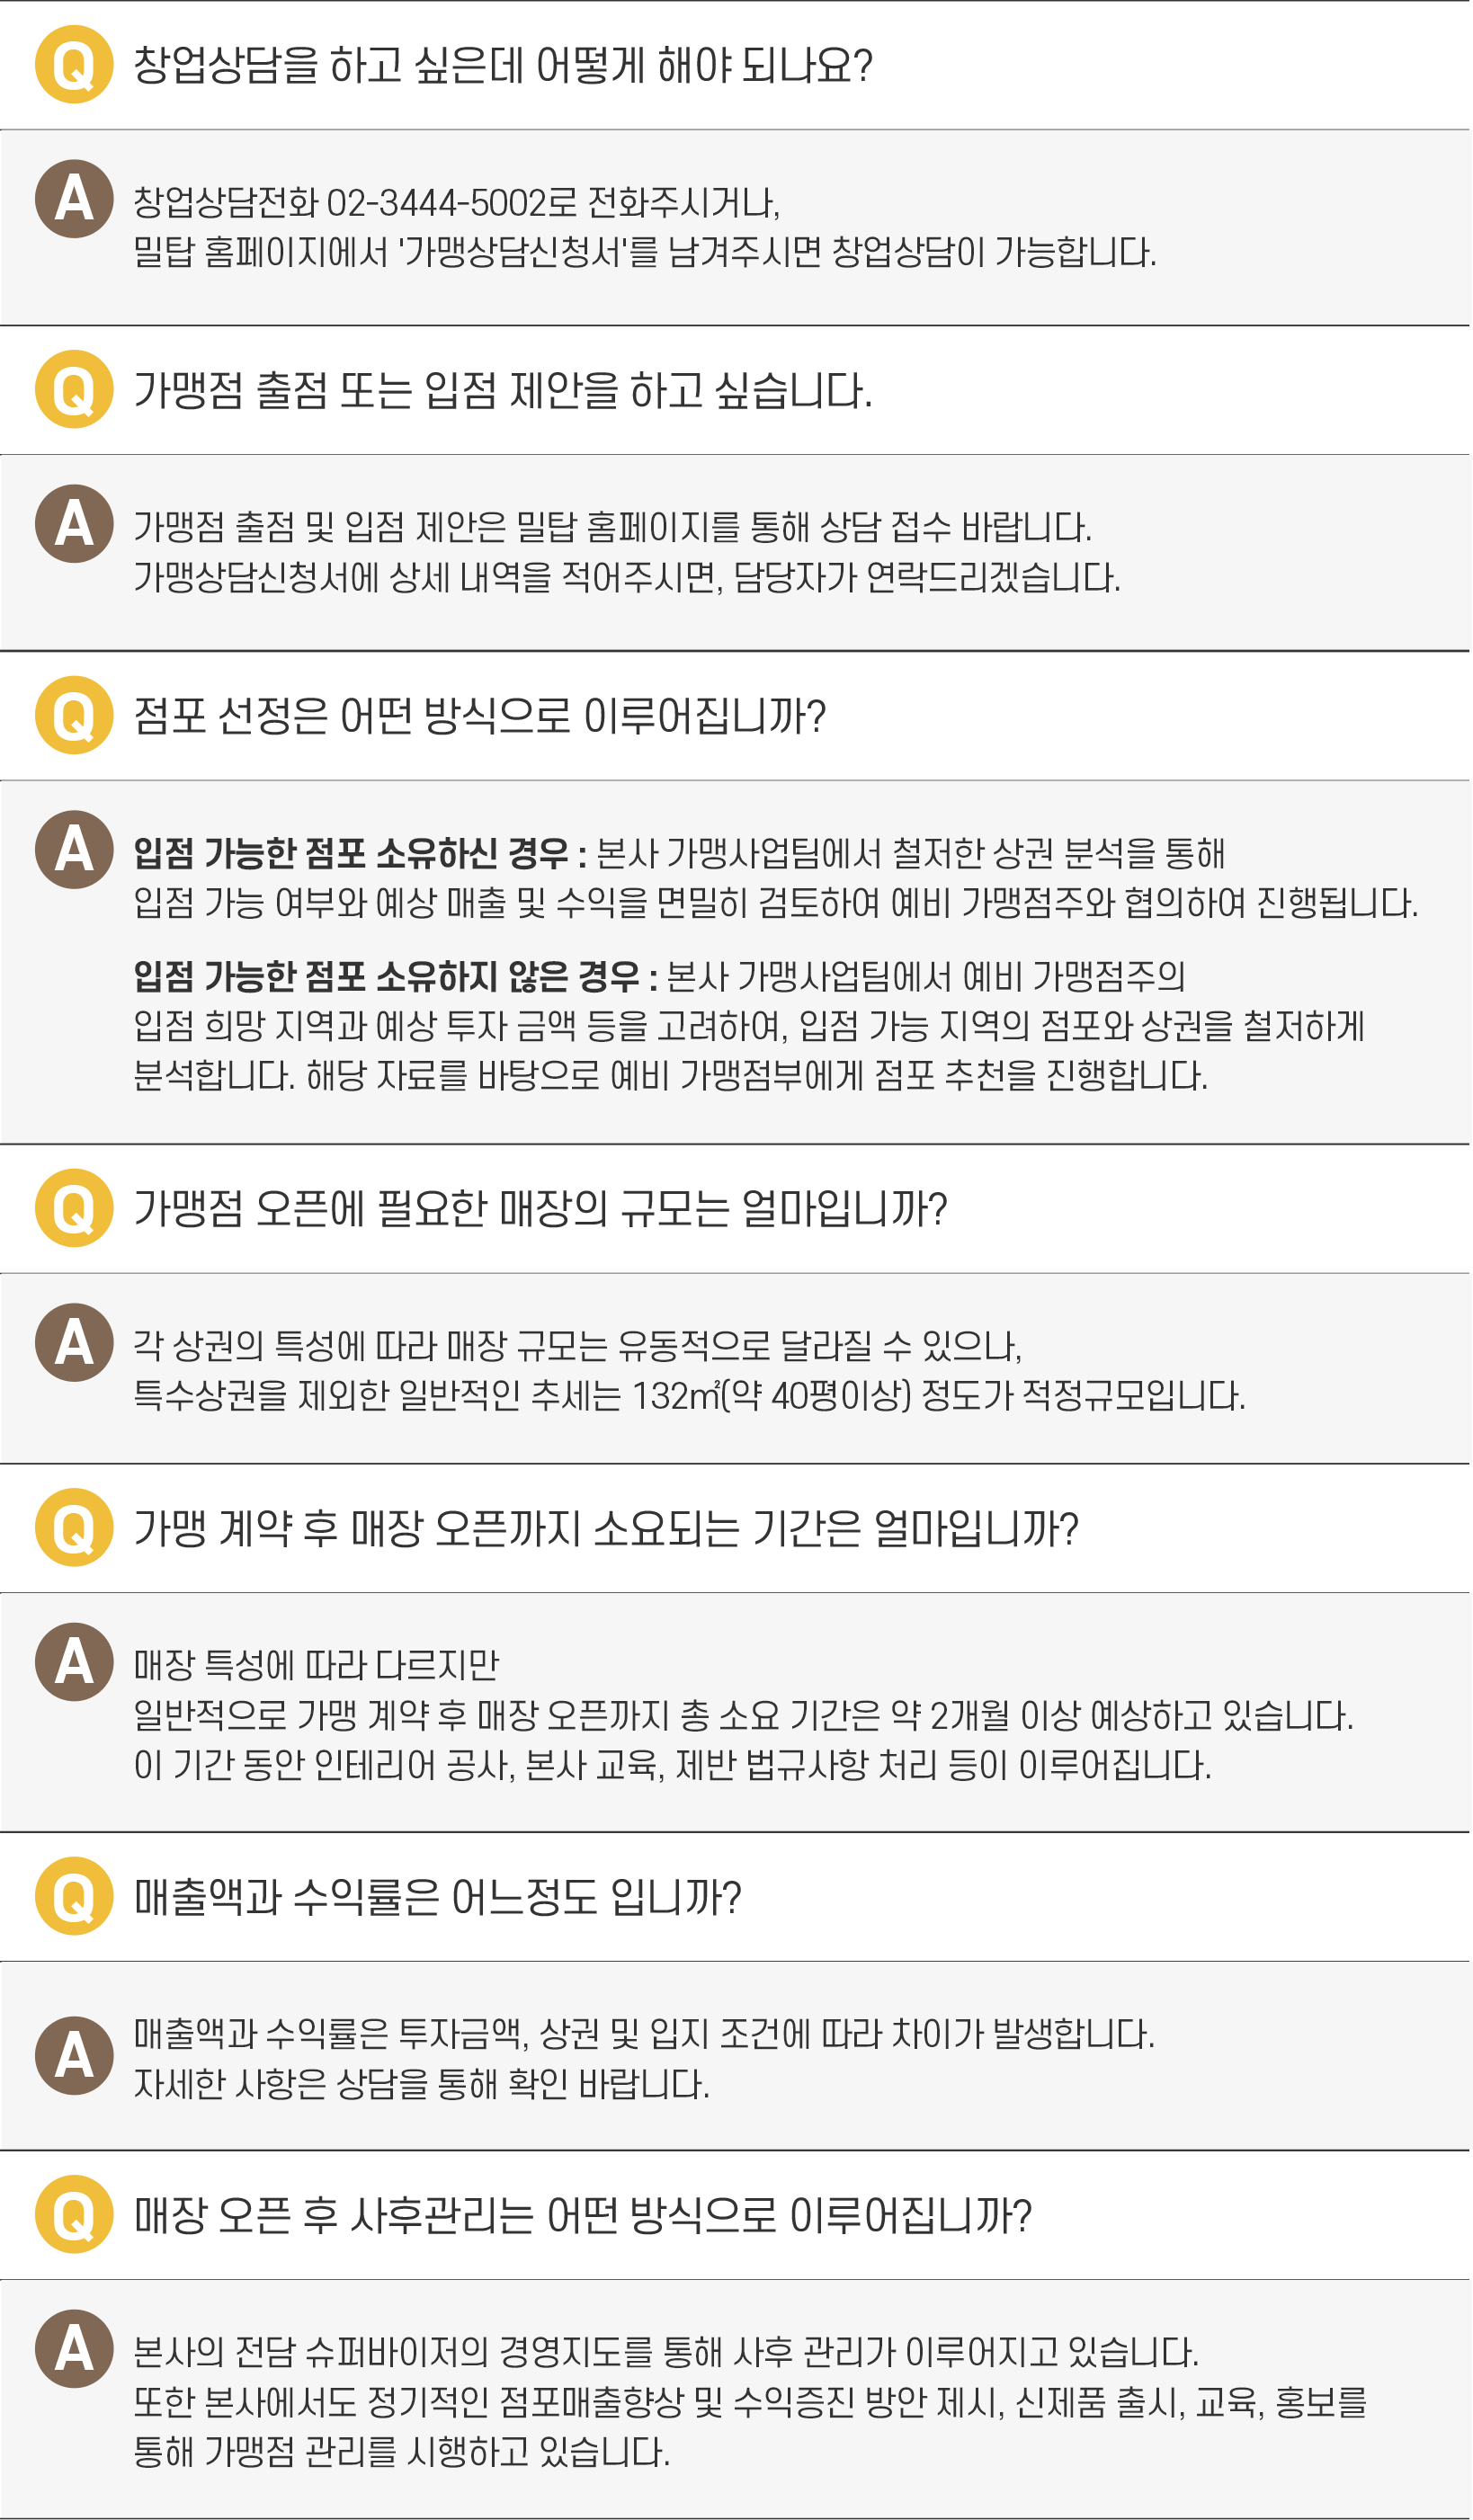 Q 창업상담을 하고 싶은데 어떻게 해야 되나요?
A 창업상담전화 02-3444-5002로 전화주시거나,
밀탑 홈페이지에서 '가맹상담신청서'를 남겨주시면 창업상담이 가능합니다.
Q 가맹점 출점 또는 입점 제안을 하고 싶습니다.
A 가맹점 출점 및 입점 제안은 밀탑 홈페이지를 통해 상담 접수 바랍니다.
가맹상담신청서에 상세 내역을 적어주시면, 담당자가 연락드리겠습니다.
Q 점포 선정은 어떤 방식으로 이루어집니까?
A 입점 가능한 점포 소유하신 경우 : 본사 가맹사업팀에서 철저한 상권 분석을 통해
입점 가능 여부와 예상 매출 및 수익을 면밀히 검토하여 예비 가맹점주와 협의하여 진행됩니다.
입점 가능한 점포 소유하지 않은 경우 : 본사 가맹사업팀에서 예비 가맹점주의
입점 희망 지역과 예상 투자 금액 등을 고려하여, 입점 가능 지역의 점포와 상권을 철저하게
분석합니다. 해당 자료를 바탕으로 예비 가맹점부에게 점포 추천을 진행합니다.
Q 가맹점 오픈에 필요한 매장의 규모는 얼마입니까?
A 각 상권의 특성에 따라 매장 규모는 유동적으로 달라질 수 있으나,
특수상권을 제외한 일반적인 추세는 132㎡(약 40평이상) 정도가 적정규모입니다.
Q 가맹 계약 후 매장 오픈까지 소요되는 기간은 얼마입니까?
A 매장 특성에 따라 다르지만
일반적으로 가맹 계약 후 매장 오픈까지 총 소요 기간은 약 2개월 이상 예상하고 있습니다.
이 기간 동안 인테리어 공사, 본사 교육, 제반 법규사항 처리 등이 이루어집니다.
Q 매출액과 수익률은 어느정도 입니까?
A 매출액과 수익률은 투자금액, 상권 및 입지 조건에 따라 차이가 발생합니다.
자세한 사항은 상담을 통해 확인 바랍니다.
Q 매장 오픈 후 사후관리는 어떤 방식으로 이루어집니까?
A 본사의 전담 슈퍼바이저의 경영지도를 통해 사후 관리가 이루어지고 있습니다.
또한 본사에서도 정기적인 점포매출향상 및 수익증진 방안 제시, 신제품 출시, 교육, 홍보를
통해 가맹점 관리를 시행하고 있습니다.